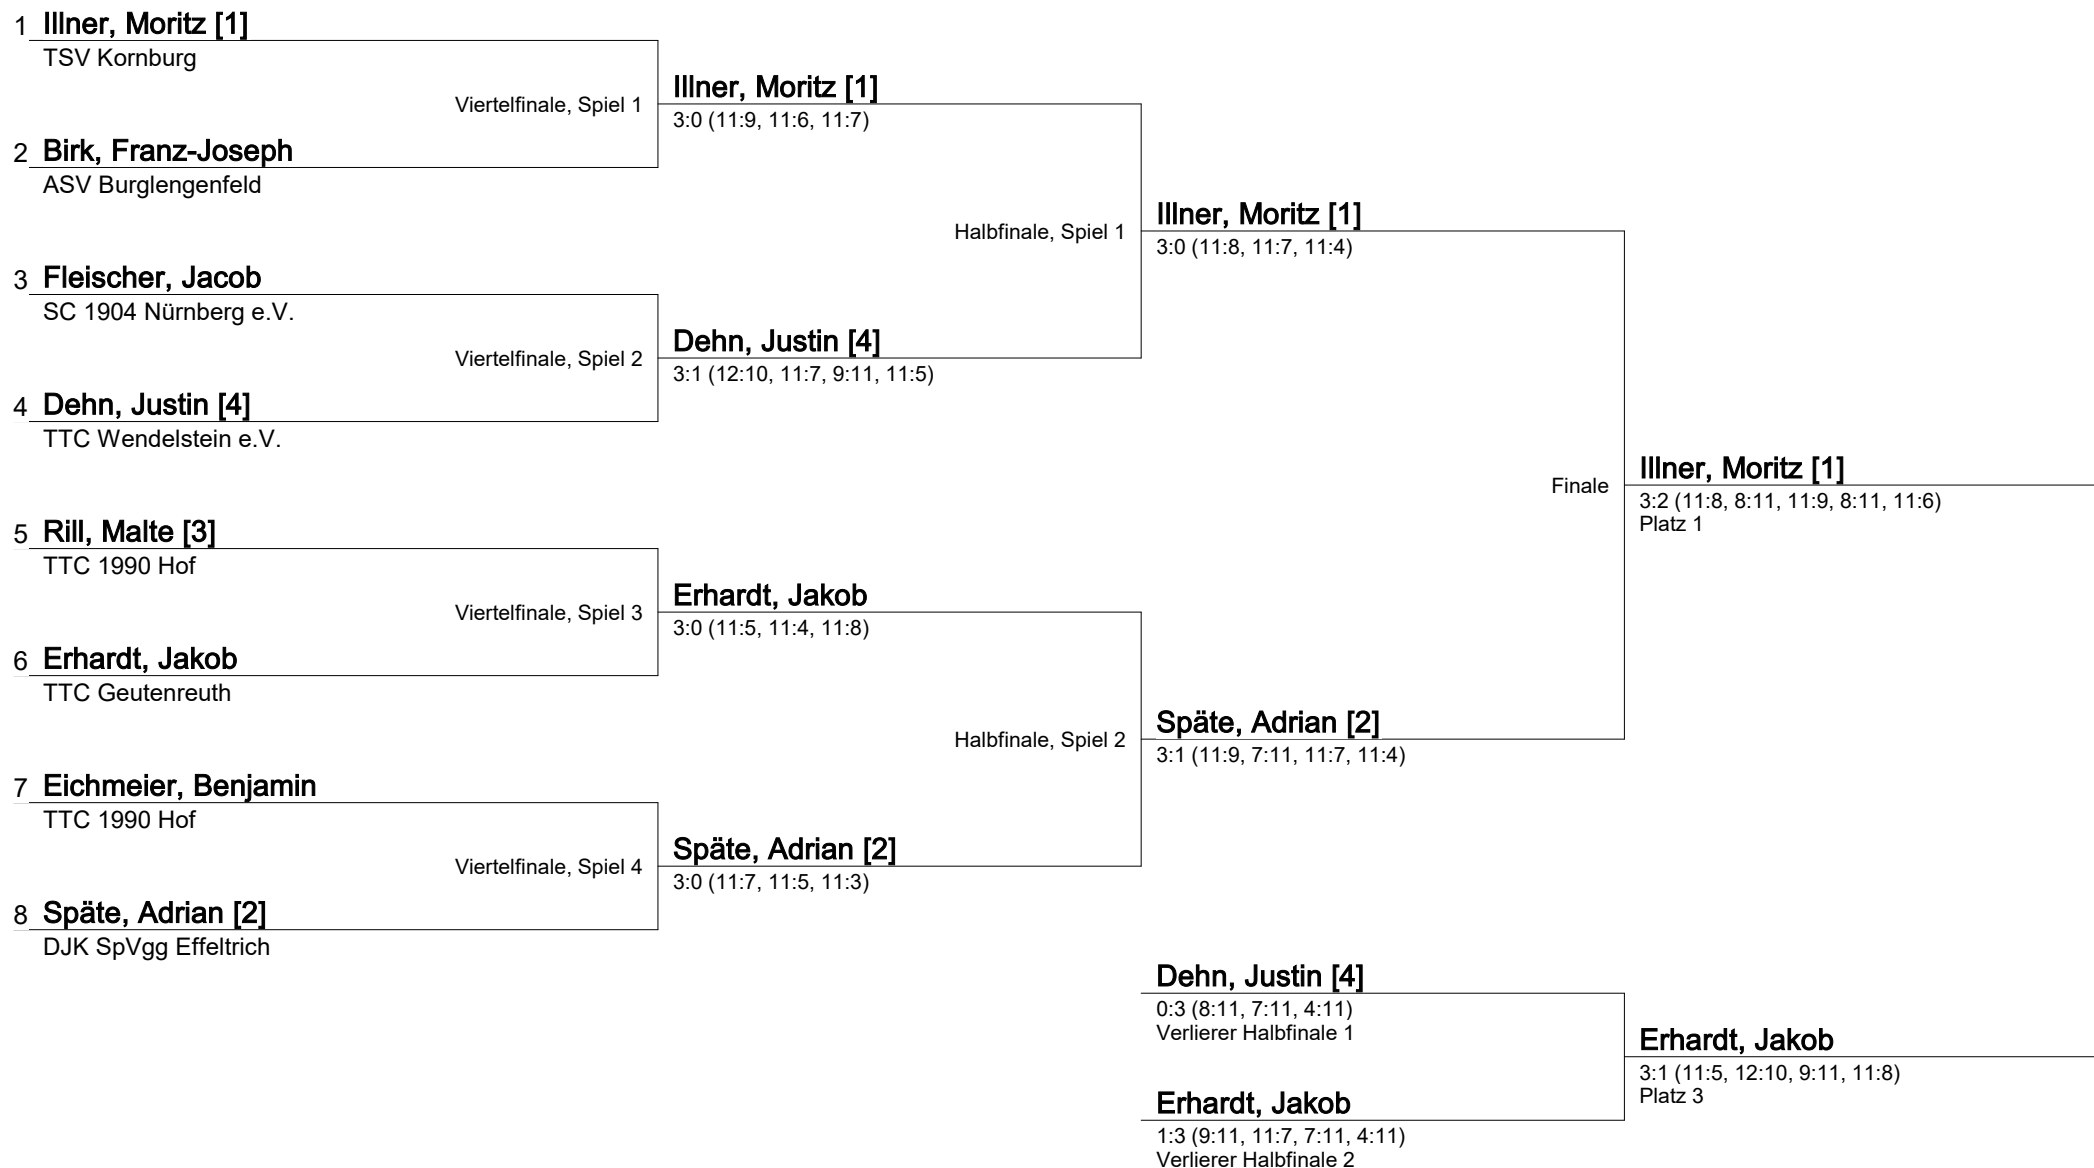 1 Illner, Moritz [1]
TSV Kornburg
Viertelfinale, Spiel 1
2 Birk, Franz-Joseph
ASV Burglengenfeld
Illner, Moritz [1]
3:0 (11:9, 11:6, 11:7)
Halbfinale, Spiel 1
3 Fleischer, Jacob
SC 1904 Nürnberg e.V.
Viertelfinale, Spiel 2
4 Dehn, Justin [4]
TTC Wendelstein e.V.
Dehn, Justin [4]
3:1 (12:10, 11:7, 9:11, 11:5)
Illner, Moritz [1]
3:0 (11:8, 11:7, 11:4)
Finale
Illner, Moritz [1]
3:2 (11:8, 8:11, 11:9, 8:11, 11:6)
Platz 1
5 Rill, Malte [3]
TTC 1990 Hof
Viertelfinale, Spiel 3
6 Erhardt, Jakob
TTC Geutenreuth
Erhardt, Jakob
3:0 (11:5, 11:4, 11:8)
Halbfinale, Spiel 2
Späte, Adrian [2]
3:1 (11:9, 7:11, 11:7, 11:4)
7 Eichmeier, Benjamin
TTC 1990 Hof
Viertelfinale, Spiel 4
8 Späte, Adrian [2]
DJK SpVgg Effeltrich
Späte, Adrian [2]
3:0 (11:7, 11:5, 11:3)
Dehn, Justin [4]
0:3 (8:11, 7:11, 4:11)
Verlierer Halbfinale 1
Erhardt, Jakob
1:3 (9:11, 11:7, 7:11, 4:11)
Verlierer Halbfinale 2
Erhardt, Jakob
3:1 (11:5, 12:10, 9:11, 11:8)
Platz 3